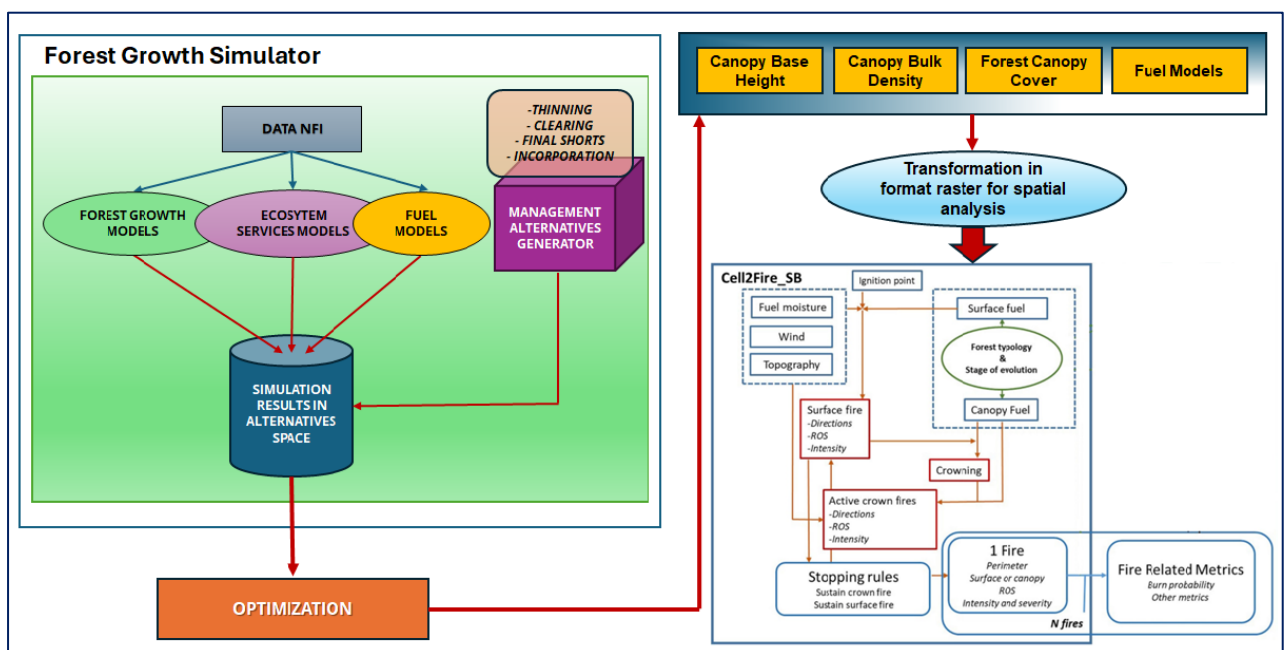 Forest Growth Simulator
DATA NFI
-THINNING
- CLEARING
- FINAL SHORTS
- INCORPORATION
FOREST GROWTH
MODELS
ECOSYTEM
SERVICES MODELS
FUEL
MODELS
MANAGEMENT
ALTERNATIVES
GENERATOR
SIMULATION
RESULTS IN
ALTERNATIVES
SPACE
OPTIMIZATION
Canopy Base
Height
Canopy Bulk
Density
Forest Canopy
Cover
Fuel Models
Transformation in
format raster for spatial
analysis
Cell2Fire_SB
Ignition point
Fuel moisture
Wind
Topography
Surface fuel
Forest typology
&
Stage of evolution
Canopy Fuel
Surface fire
-Directions
-ROS
-Intensity
Crowning
Active crown fires
-Directions
-ROS
-Intensity
Stopping rules
Sustain crown fire
Sustain surface fire
1 Fire
Perimeter
Surface or canopy
ROS
Intensity and severity
N fires
Fire Related Metrics
Burn probability
Other metrics